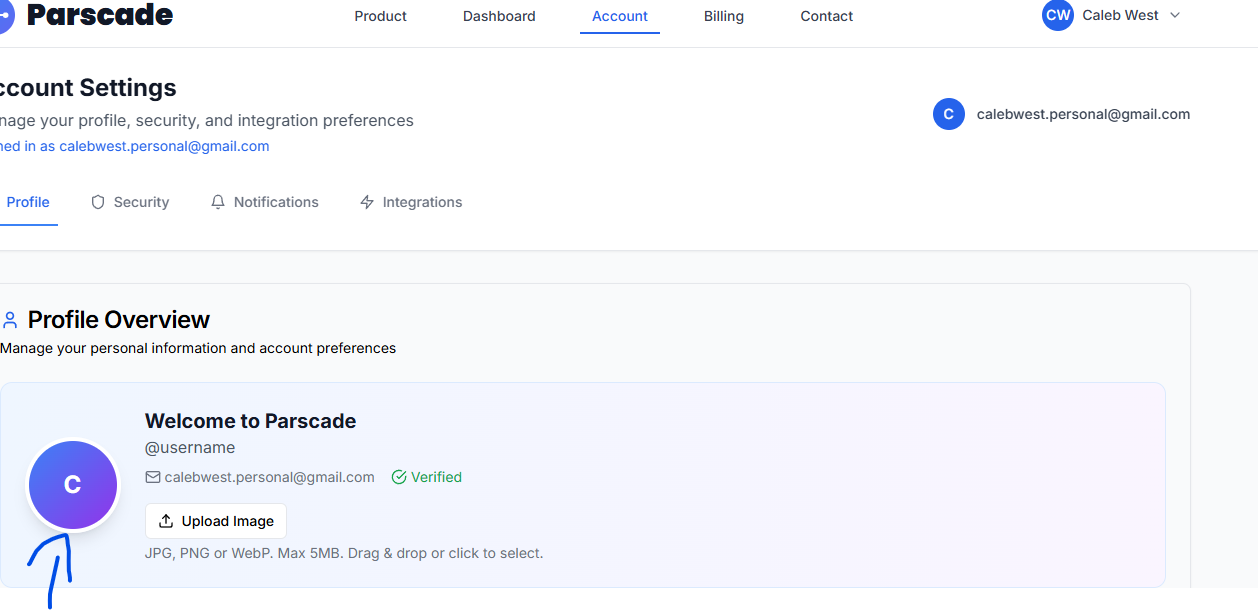 Parscade
Product Dashboard Account Billing Contact
CW Caleb West
ccount Settings
nage your profile, security, and integration preferences
ned in as calebwest.personal@gmail.com
C calebwest.personal@gmail.com
Profile Security Notifications Integrations
Profile Overview
Manage your personal information and account preferences
C
Welcome to Parscade
@username
calebwest.personal@gmail.com Verified
Upload Image
JPG, PNG or WebP. Max 5MB. Drag & drop or click to select.